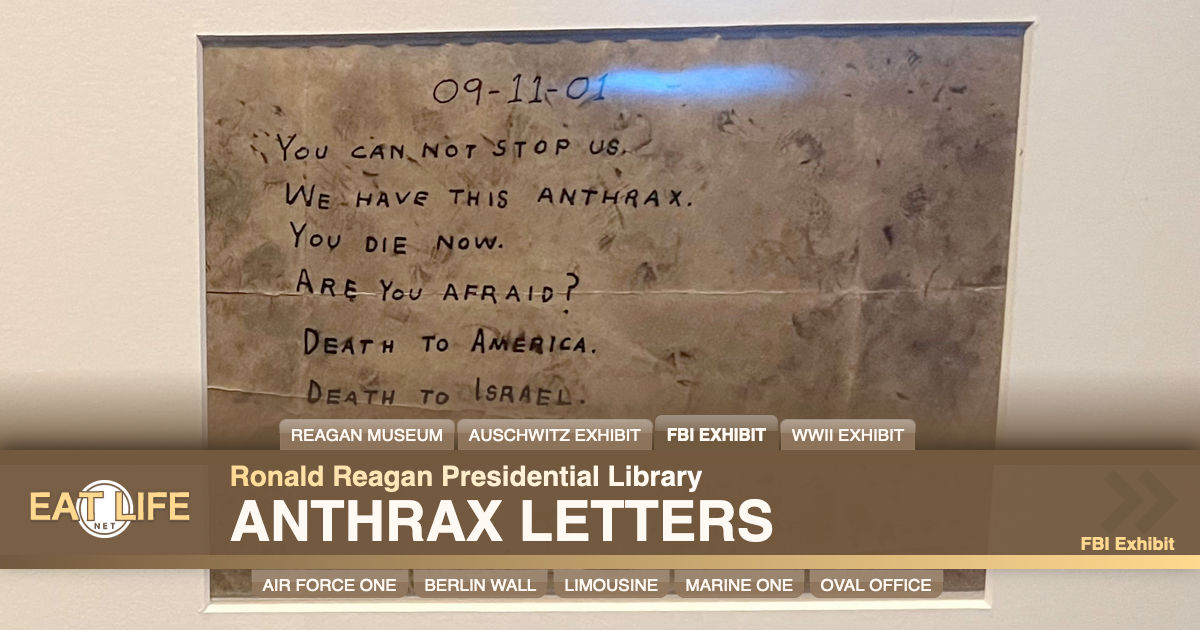 09-11-01
YOU CAN NOT STOP US.
WE HAVE THIS ANTHRAX.
YOU DIE NOW.
ARE YOU AFRAID?
DEATH TO AMERICA.
DEATH TO ISRAEL.
REAGAN MUSEUM
AUSCHWITZ EXHIBIT
FBI EXHIBIT
WWII EXHIBIT
EAT LIFE
NET
Ronald Reagan Presidential Library
ANTHRAX LETTERS
FBI Exhibit
AIR FORCE ONE
BERLIN WALL
LIMOUSINE
MARINE ONE
OVAL OFFICE